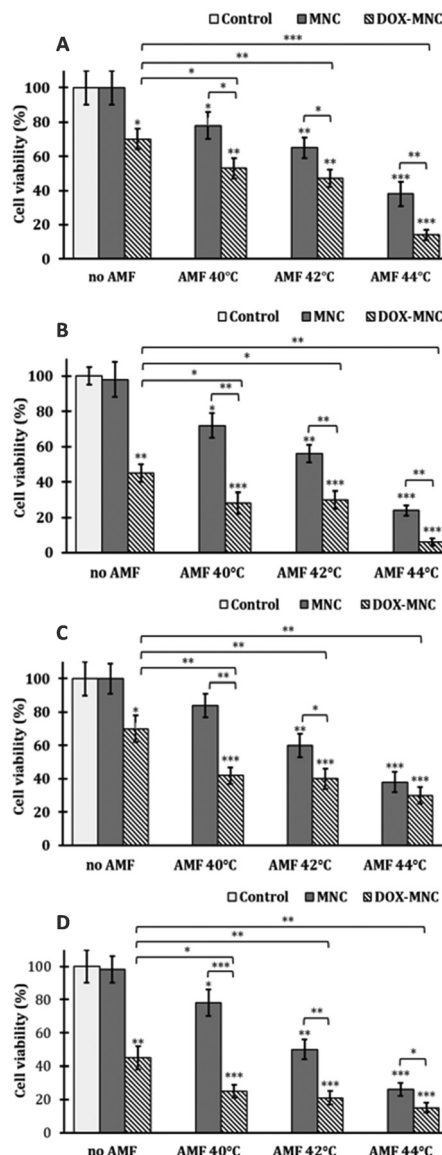 Control MNC DOX-MNC
A
***
**
*
* * * ** * ** ** *** ** ***
Cell viability (%)
100
80
60
40
20
0
no AMF AMF 40°C AMF 42°C AMF 44°C
Control MNC DOX-MNC
B
**
*
*
** * ** *** ** ** *** *** ** ***
Cell viability (%)
100
80
60
40
20
0
no AMF AMF 40°C AMF 42°C AMF 44°C
Control MNC DOX-MNC
C
**
**
**
* ** *** ** * *** *** ***
Cell viability (%)
100
80
60
40
20
0
no AMF AMF 40°C AMF 42°C AMF 44°C
Control MNC DOX-MNC
D
**
**
*
** * *** *** ** ** *** *** * ***
Cell viability (%)
100
80
60
40
20
0
no AMF AMF 40°C AMF 42°C AMF 44°C